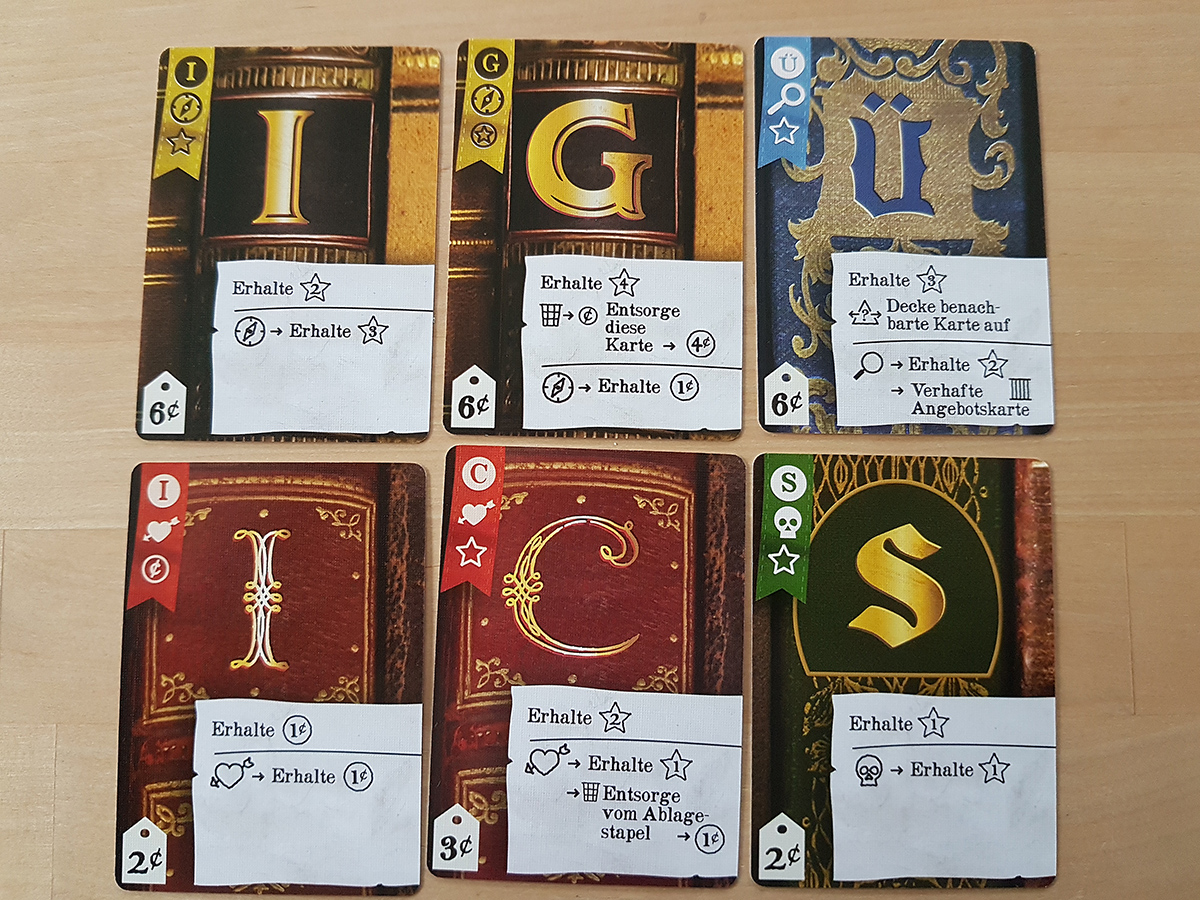 I
I
Erhalte 2
→ Erhalte 3
6¢
G
G
Erhalte 4
→ ¢ Entsorge
diese
Karte → 4¢
→ Erhalte 1¢
6¢
Ü
Ü
Erhalte 3
? Decke benach-
barte Karte auf
→ Erhalte 2
→ Verhafte
Angebotskarte
6¢
I
¢
I
Erhalte 1¢
→ Erhalte 1¢
2¢
C
C
Erhalte 2
→ Erhalte 1
→ Entsorge
vom Ablage-
stapel → 1¢
3¢
S
S
Erhalte 1
→ Erhalte 1
2¢